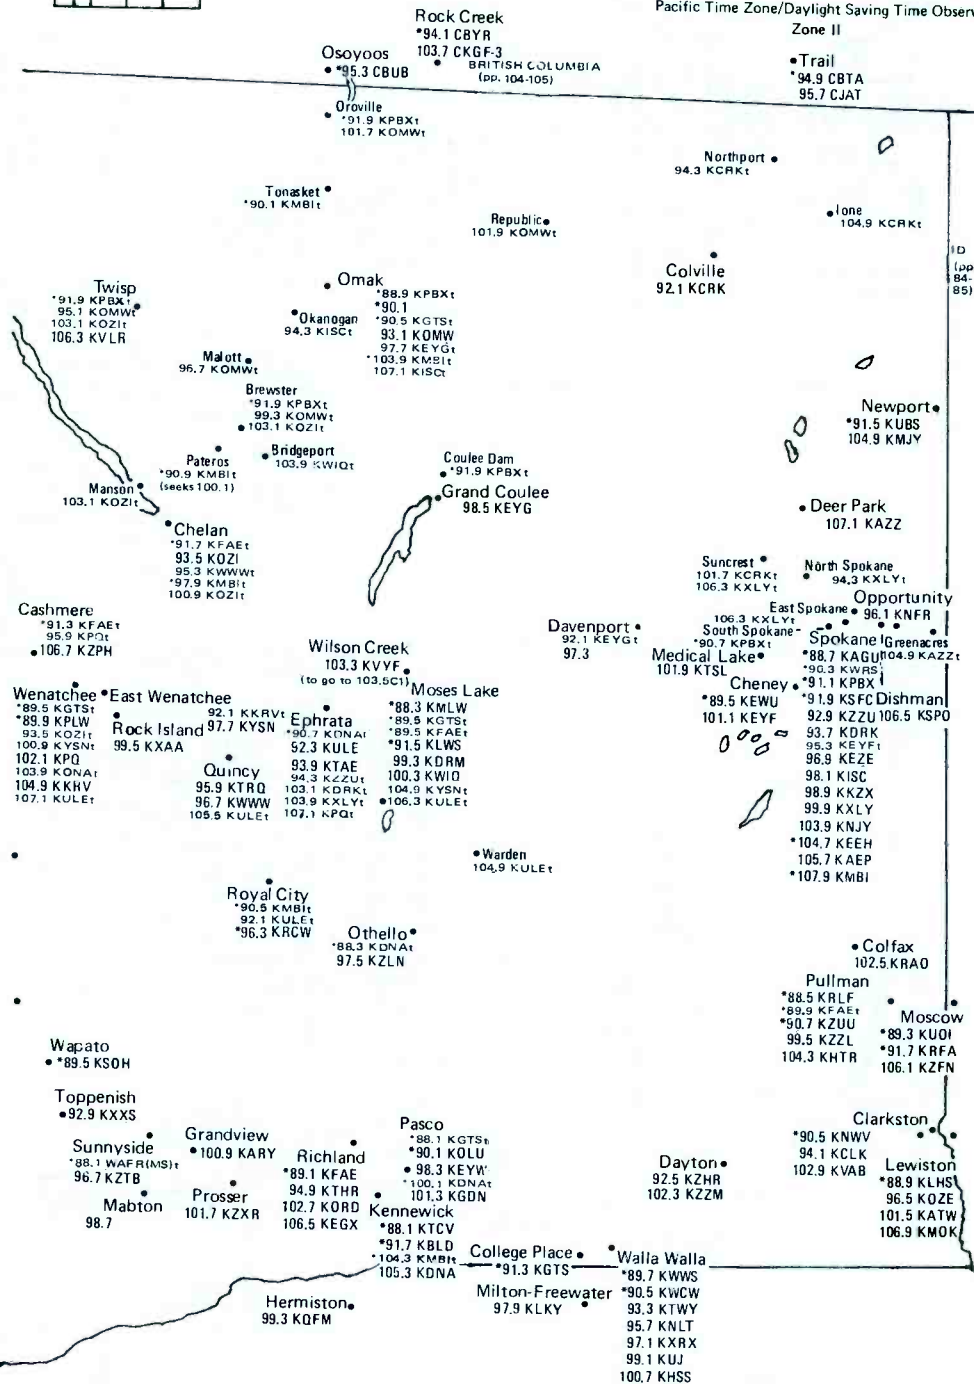 Pacific Time Zone/Daylight Saving Time Obser
Zone II
Rock Creek
*94.1 CBYR
103.7 CKGF-3
BRITISH COLUMBIA
(pp. 104-105)
Osoyoos
*95.3 CBUB
Trail
*94.9 CBTA
95.7 CJAT
Oroville
*91.9 KPBXt
101.7 KOMWt
Northport
94.3 KCRKt
Tonasket
*90.1 KMBIt
Republic
101.9 KOMWt
Ione
104.9 KCRKt
ID
(pp
84-
85)
Colville
92.1 KCRK
Twisp
*91.9 KPBXt
95.1 KOMWt
103.1 KOZIt
106.3 KVLR
Omak
*88.9 KPBXt
*90.1
*90.5 KGTSt
93.1 KOMW
97.7 KEYGt
*103.9 KMBIt
107.1 KISCt
Okanogan
94.3 KISCt
Malott
96.7 KOMWt
Brewster
*91.9 KPBXt
99.3 KOMWt
103.1 KOZIt
Newport
*91.5 KUBS
104.9 KMJY
Pateros
*90.9 KMBIt
(seeks 100.1)
Bridgeport
103.9 KWIQt
Coulee Dam
*91.9 KPBXt
Grand Coulee
98.5 KEYG
Manson
103.1 KOZIt
Deer Park
107.1 KAZZ
Chelan
*91.7 KFAEt
93.5 KOZI
95.3 KWWWt
*97.9 KMBIt
100.9 KOZIt
Suncrest
101.7 KCRKt
106.3 KXLYt
North Spokane
94.3 KXLYt
Opportunity
96.1 KNFR
East Spokane
106.3 KXLYt
South Spokane
*90.7 KPBXt
Cashmere
*91.3 KFAEt
95.9 KPQt
106.7 KZPH
Davenport
92.1 KEYGt
97.3
Medical Lake
101.9 KTSL
Greenacres
104.9 KAZZt
Spokane
*88.7 KAGU
*90.3 KWRS
*91.1 KPBX
*91.9 KSFC
92.9 KZZU
93.7 KDRK
95.3 KEYFt
96.9 KEZE
98.1 KISC
98.9 KKZX
99.9 KXLY
103.9 KNJY
*104.7 KEEH
105.7 KAEP
*107.9 KMBI
Dishman
106.5 KSPO
Cheney
*89.5 KEWU
101.1 KEYF
Wilson Creek
103.3 KVYF
(to go to 103.5C1)
Moses Lake
*88.3 KMLW
*89.5 KGTSt
*89.5 KFAEt
*91.5 KLWS
99.3 KDRM
100.3 KWIQ
104.9 KYSNt
106.3 KULEt
Wenatchee
*89.5 KGTSt
*89.9 KPLW
93.5 KOZIt
100.9 KYSNt
102.1 KPQ
103.9 KONAt
104.9 KKRV
107.1 KULEt
East Wenatchee
92.1 KKRVt
97.7 KYSN
Rock Island
99.5 KXAA
Quincy
95.9 KTRQ
96.7 KWWW
105.5 KULEt
Ephrata
*90.7 KDNAt
92.3 KULE
93.9 KTAE
94.3 KZZUt
103.1 KDRKt
103.9 KXLYt
107.1 KPQt
Warden
104.9 KULEt
Royal City
*90.5 KMBIt
92.1 KULEt
*96.3 KRCW
Othello
*88.3 KDNAt
97.5 KZLN
Colfax
102.5 KRAO
Pullman
*88.5 KRLF
*89.9 KFAEt
*90.7 KZUU
99.5 KZZL
104.3 KHTR
Moscow
*89.3 KUOI
*91.7 KRFA
106.1 KZFN
Wapato
*89.5 KSOH
Toppenish
92.9 KXXS
Sunnyside
*88.1 WAFR(MS)t
96.7 KZTB
Mabton
98.7
Grandview
100.9 KARY
Prosser
101.7 KZXR
Richland
*89.1 KFAE
94.9 KTHR
102.7 KORD
106.5 KEGX
Pasco
*88.1 KGTSt
*90.1 KOLU
98.3 KEYW
*100.1 KDNAt
101.3 KGDN
Kennewick
*88.1 KTCV
*91.7 KBLD
*104.3 KMBIt
105.3 KDNA
Clarkston
*90.5 KNWV
94.1 KCLK
102.9 KVAB
Lewiston
*88.9 KLHS
96.5 KOZE
101.5 KATW
106.9 KMOK
Dayton
92.5 KZHR
102.3 KZZM
College Place
*91.3 KGTS
Walla Walla
*89.7 KWWS
*90.5 KWCW
93.3 KTWY
95.7 KNLT
97.1 KXRX
99.1 KUJ
100.7 KHSS
Milton-Freewater
97.9 KLKY
Hermiston
99.3 KQFM